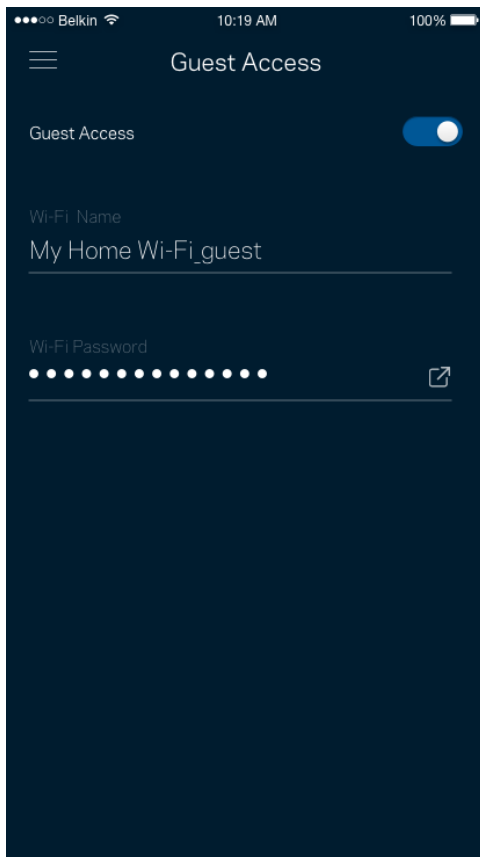 Belkin 10:19 AM 100%
Guest Access
Guest Access
Wi-Fi Name
My Home Wi-Fi_guest
Wi-Fi Password
••••••••••••••